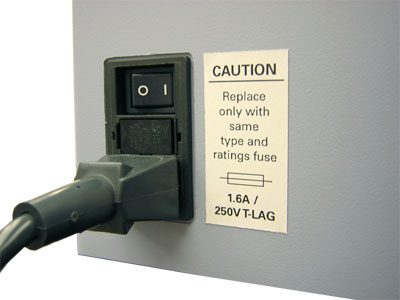 O I
CAUTION
Replace
only with
same
type and
ratings fuse
1.6A /
250V T-LAG